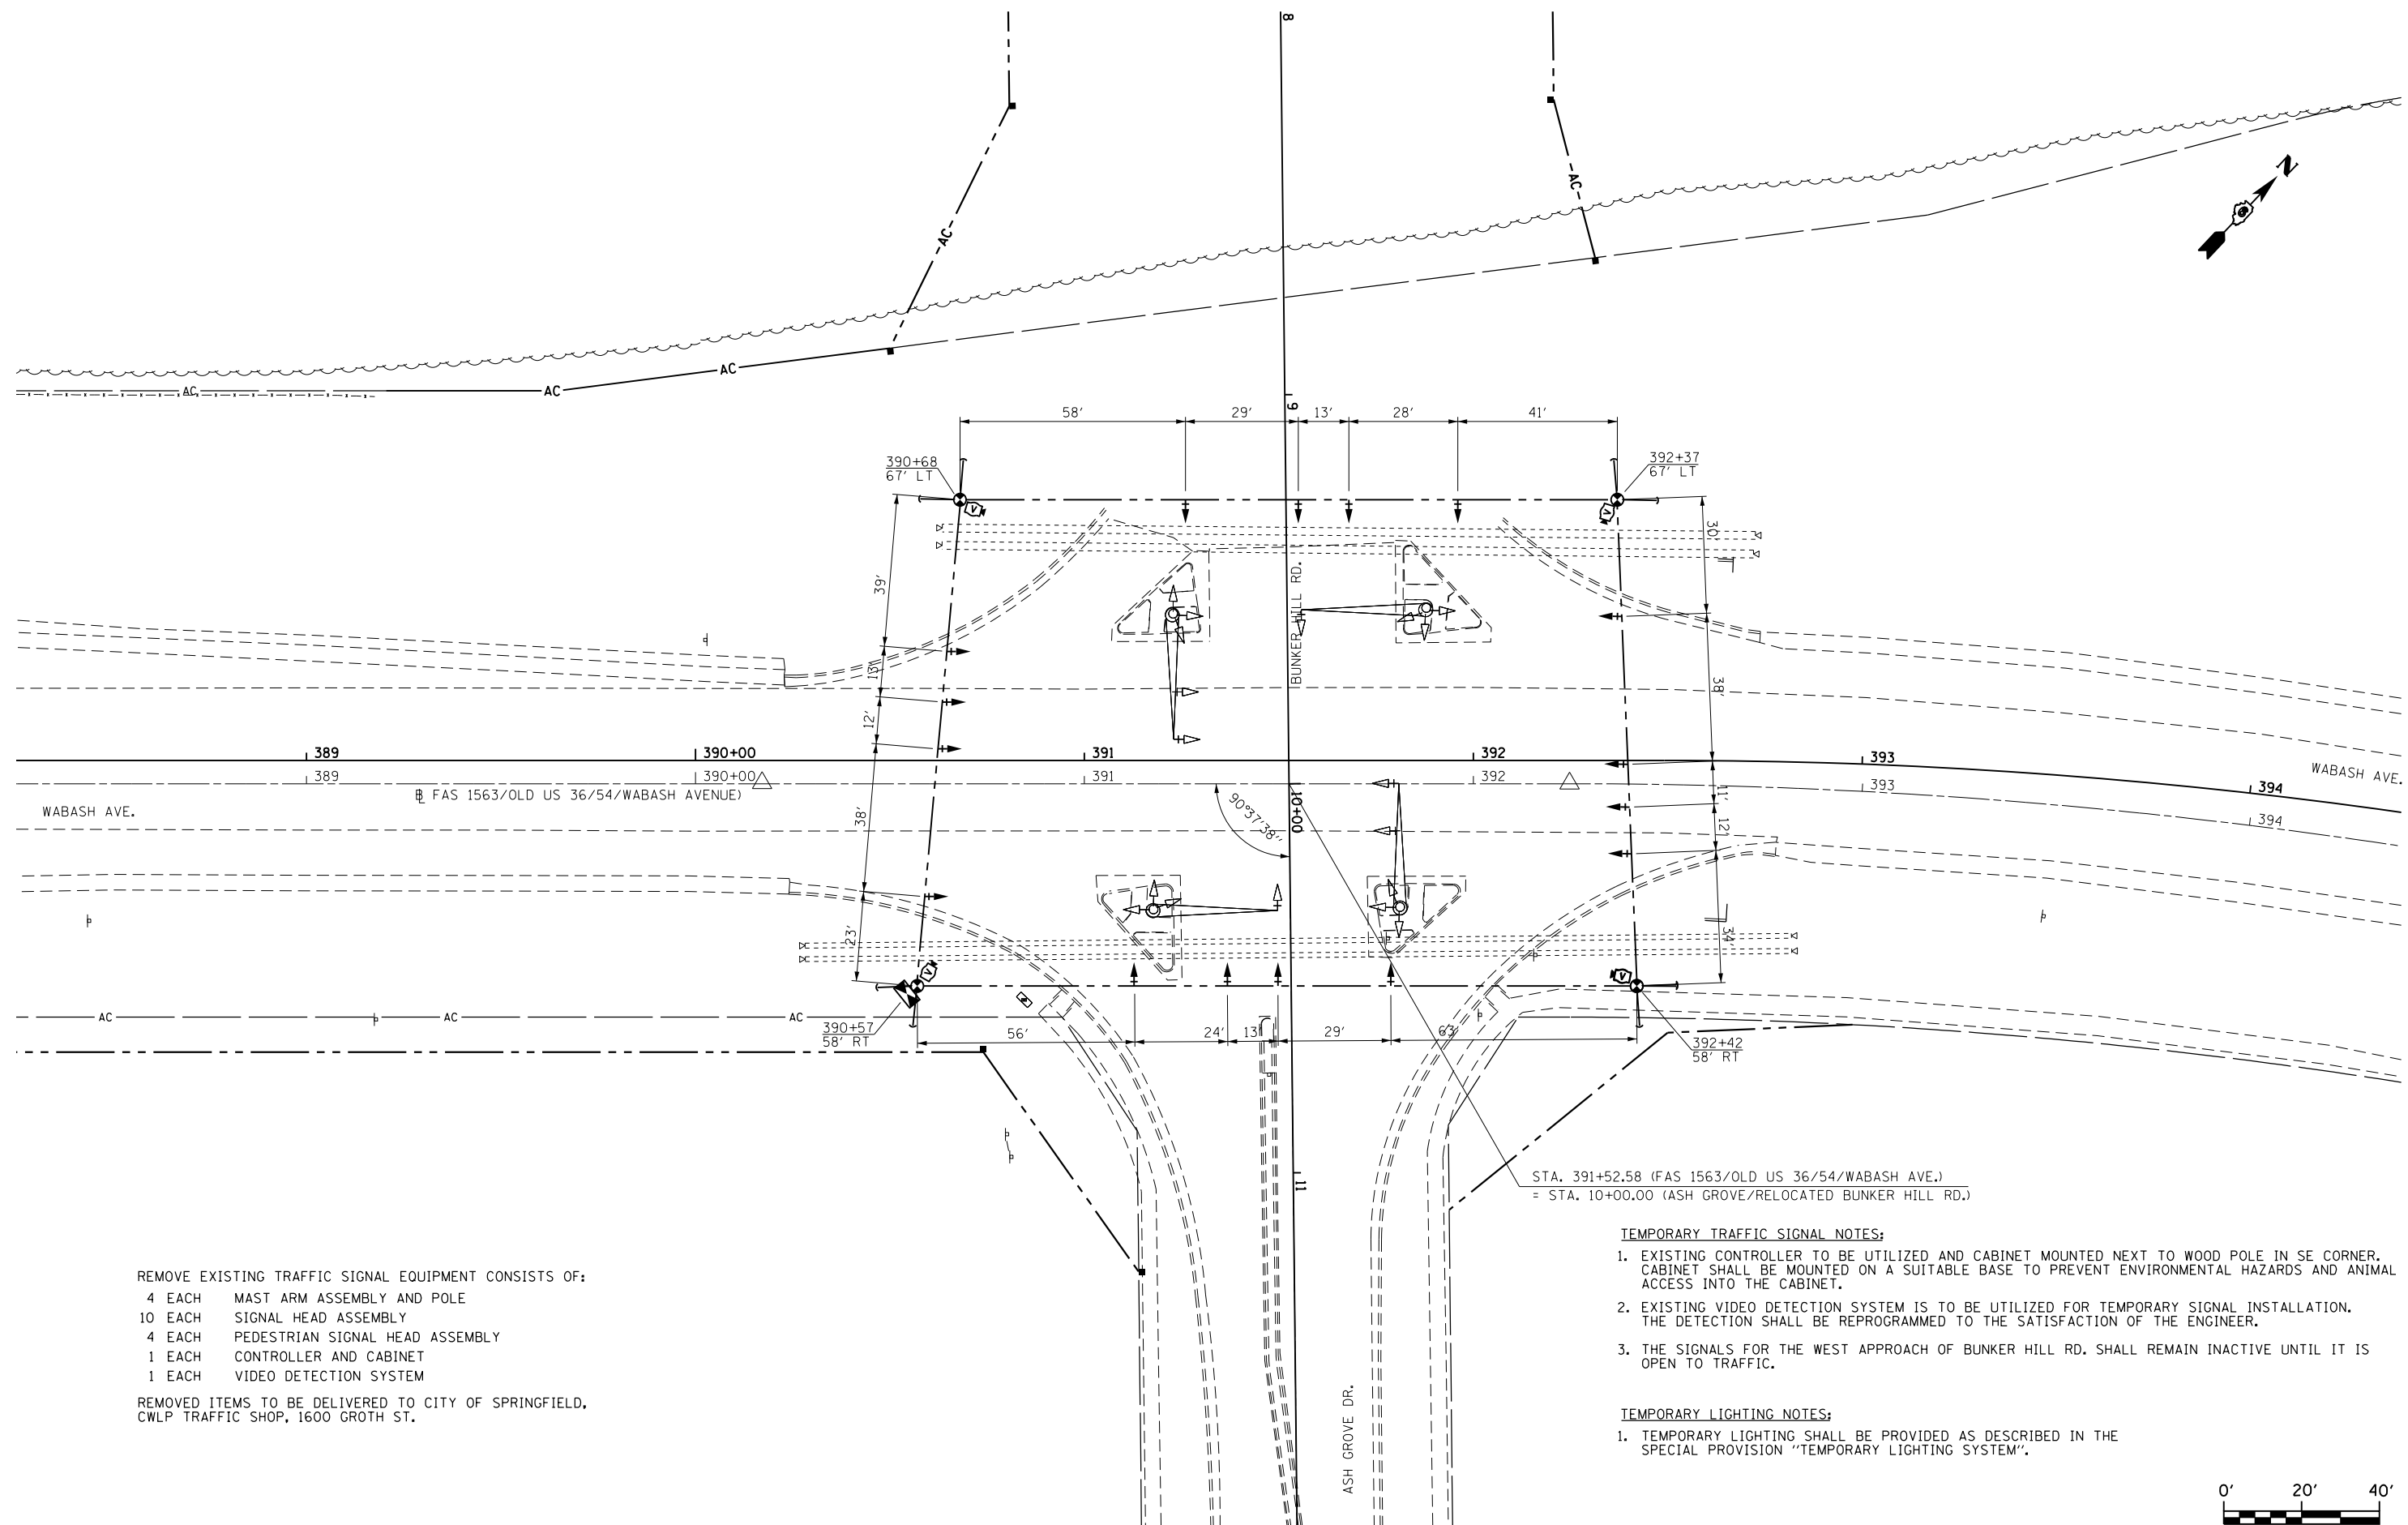 8
N
AC
AC
AC
AC
AC
9
58′
29′
13′
28′
41′
390+68
67′ LT
392+37
67′ LT
V
V
39′
13′
12′
38′
23′
30′
38′
11′
12′
34′
BUNKER HILL RD.
389
390+00
391
392
393
394
389
390+00
391
392
393
394
℄ FAS 1563/OLD US 36/54/WABASH AVENUE)
WABASH AVE.
WABASH AVE.
90°37′38″
10+00
V
V
AC
AC
AC
390+57
58′ RT
56′
24′
13′
29′
63′
392+42
58′ RT
11
STA. 391+52.58 (FAS 1563/OLD US 36/54/WABASH AVE.)
= STA. 10+00.00 (ASH GROVE/RELOCATED BUNKER HILL RD.)
REMOVE EXISTING TRAFFIC SIGNAL EQUIPMENT CONSISTS OF:
4 EACH MAST ARM ASSEMBLY AND POLE
10 EACH SIGNAL HEAD ASSEMBLY
4 EACH PEDESTRIAN SIGNAL HEAD ASSEMBLY
1 EACH CONTROLLER AND CABINET
1 EACH VIDEO DETECTION SYSTEM
REMOVED ITEMS TO BE DELIVERED TO CITY OF SPRINGFIELD,
CWLP TRAFFIC SHOP, 1600 GROTH ST.
ASH GROVE DR.
TEMPORARY TRAFFIC SIGNAL NOTES:
1. EXISTING CONTROLLER TO BE UTILIZED AND CABINET MOUNTED NEXT TO WOOD POLE IN SE CORNER.
CABINET SHALL BE MOUNTED ON A SUITABLE BASE TO PREVENT ENVIRONMENTAL HAZARDS AND ANIMAL
ACCESS INTO THE CABINET.
2. EXISTING VIDEO DETECTION SYSTEM IS TO BE UTILIZED FOR TEMPORARY SIGNAL INSTALLATION.
THE DETECTION SHALL BE REPROGRAMMED TO THE SATISFACTION OF THE ENGINEER.
3. THE SIGNALS FOR THE WEST APPROACH OF BUNKER HILL RD. SHALL REMAIN INACTIVE UNTIL IT IS
OPEN TO TRAFFIC.
TEMPORARY LIGHTING NOTES:
1. TEMPORARY LIGHTING SHALL BE PROVIDED AS DESCRIBED IN THE
SPECIAL PROVISION "TEMPORARY LIGHTING SYSTEM".
0′ 20′ 40′